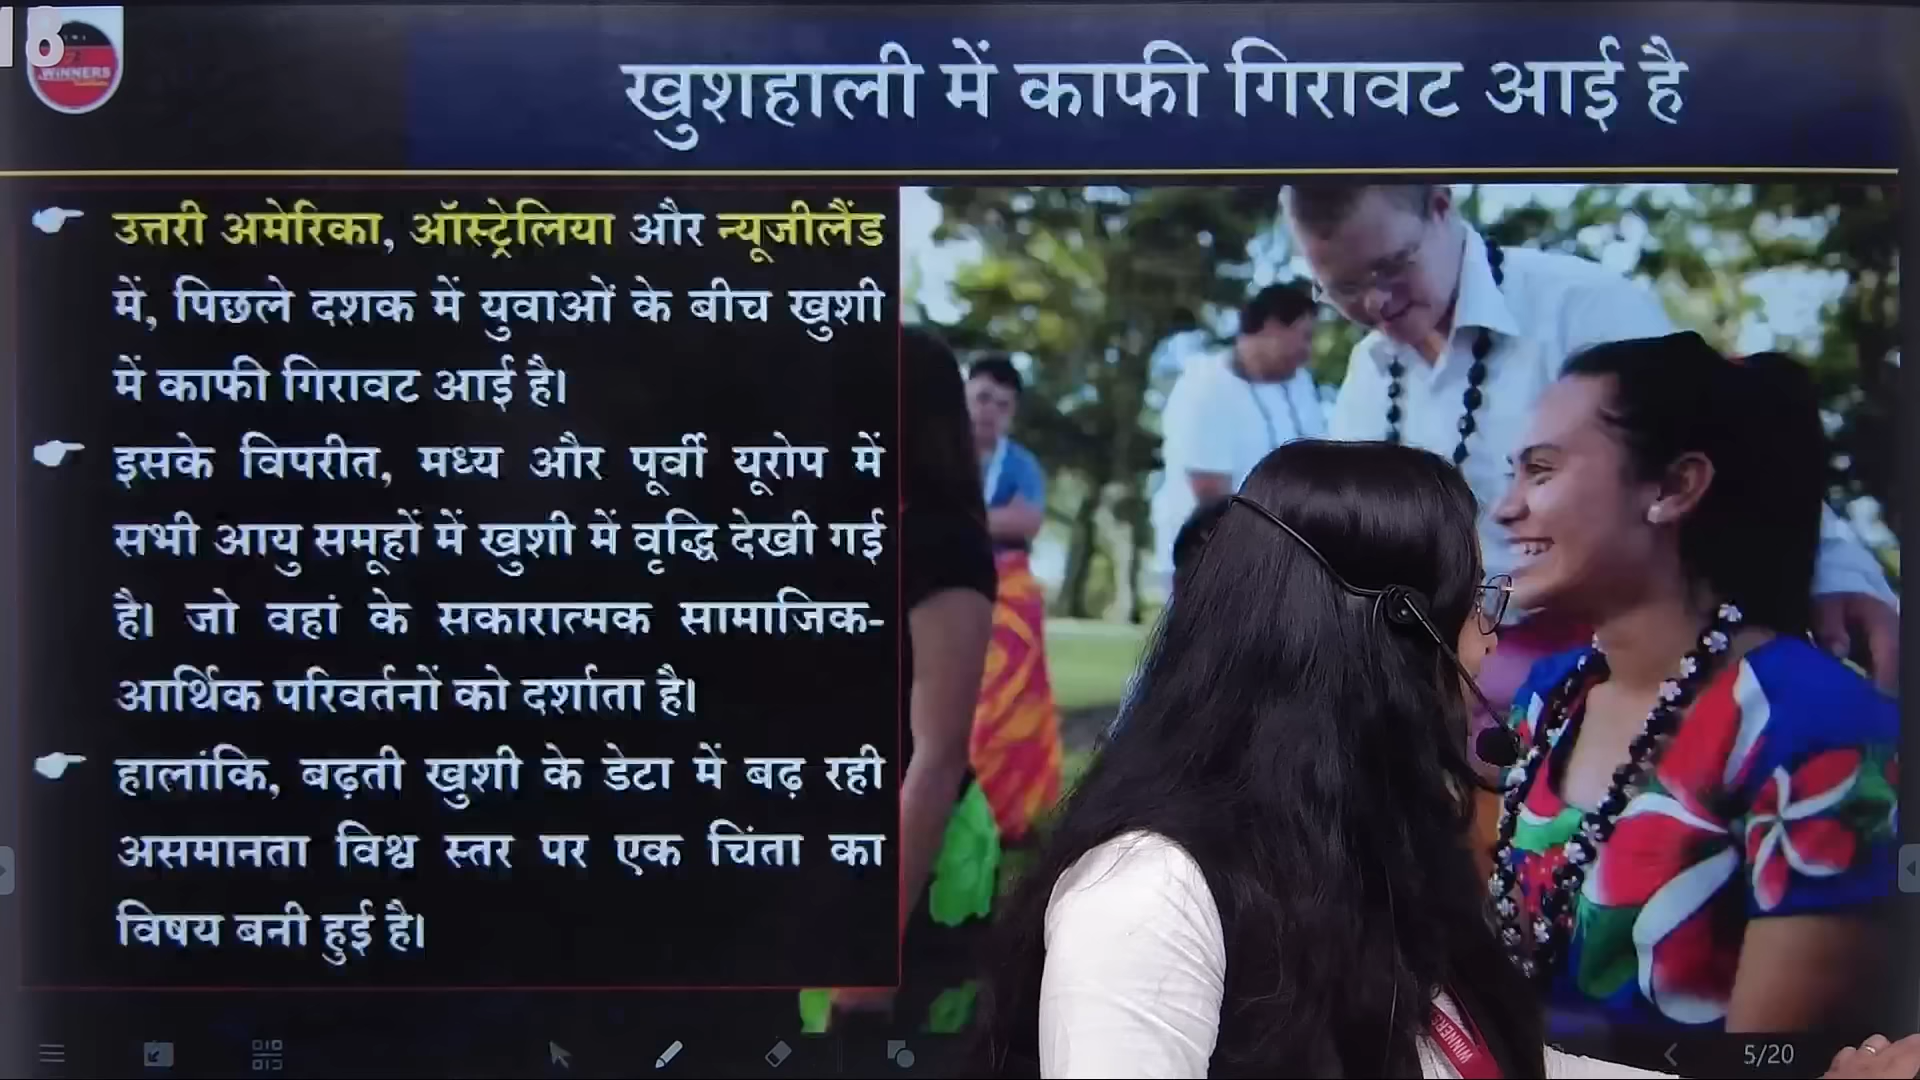 18
WINNERS
खुशहाली में काफी गिरावट आई है
उत्तरी अमेरिका, ऑस्ट्रेलिया और न्यूजीलैंड
में, पिछले दशक में युवाओं के बीच खुशी
में काफी गिरावट आई है।
इसके विपरीत, मध्य और पूर्वी यूरोप में
सभी आयु समूहों में खुशी में वृद्धि देखी गई
है। जो वहां के सकारात्मक सामाजिक-
आर्थिक परिवर्तनों को दर्शाता है।
हालांकि, बढ़ती खुशी के डेटा में बढ़ रही
असमानता विश्व स्तर पर एक चिंता का
विषय बनी हुई है।
WINNERS
5/20